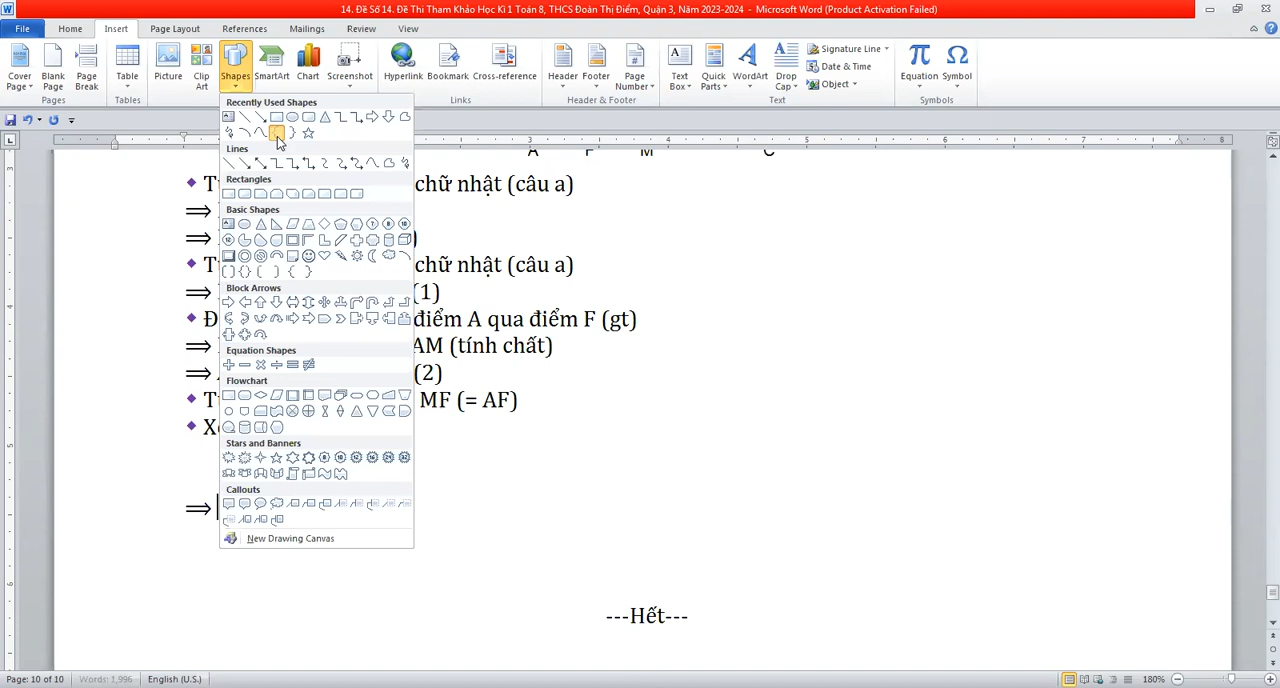 14. Đề Số 14. Đề Thi Tham Khảo Học Kì 1 Toán 8, THCS Đoàn Thị Điểm, Quận 3, Năm 2023-2024 - Microsoft Word (Product Activation Failed)
File Home Insert Page Layout References Mailings Review View
Cover Page Blank Page Page Break Table Picture Clip Art Shapes SmartArt Chart Screenshot Hyperlink Bookmark Cross-reference Header Footer Page Number Text Box Quick Parts WordArt Drop Cap Signature Line Date & Time Object Equation Symbol
Pages Tables Links Header & Footer Text Symbols
Recently Used Shapes
Lines
Rectangles
Basic Shapes
Block Arrows
Equation Shapes
Flowchart
Stars and Banners
Callouts
New Drawing Canvas
3 4 5 6 7 8
A F M C
chữ nhật (câu a)
)
chữ nhật (câu a)
(1)
điểm A qua điểm F (gt)
AM (tính chất)
(2)
MF (= AF)
⟹
---Hết---
Page: 10 of 10 Words: 1,996 English (U.S.) 180%